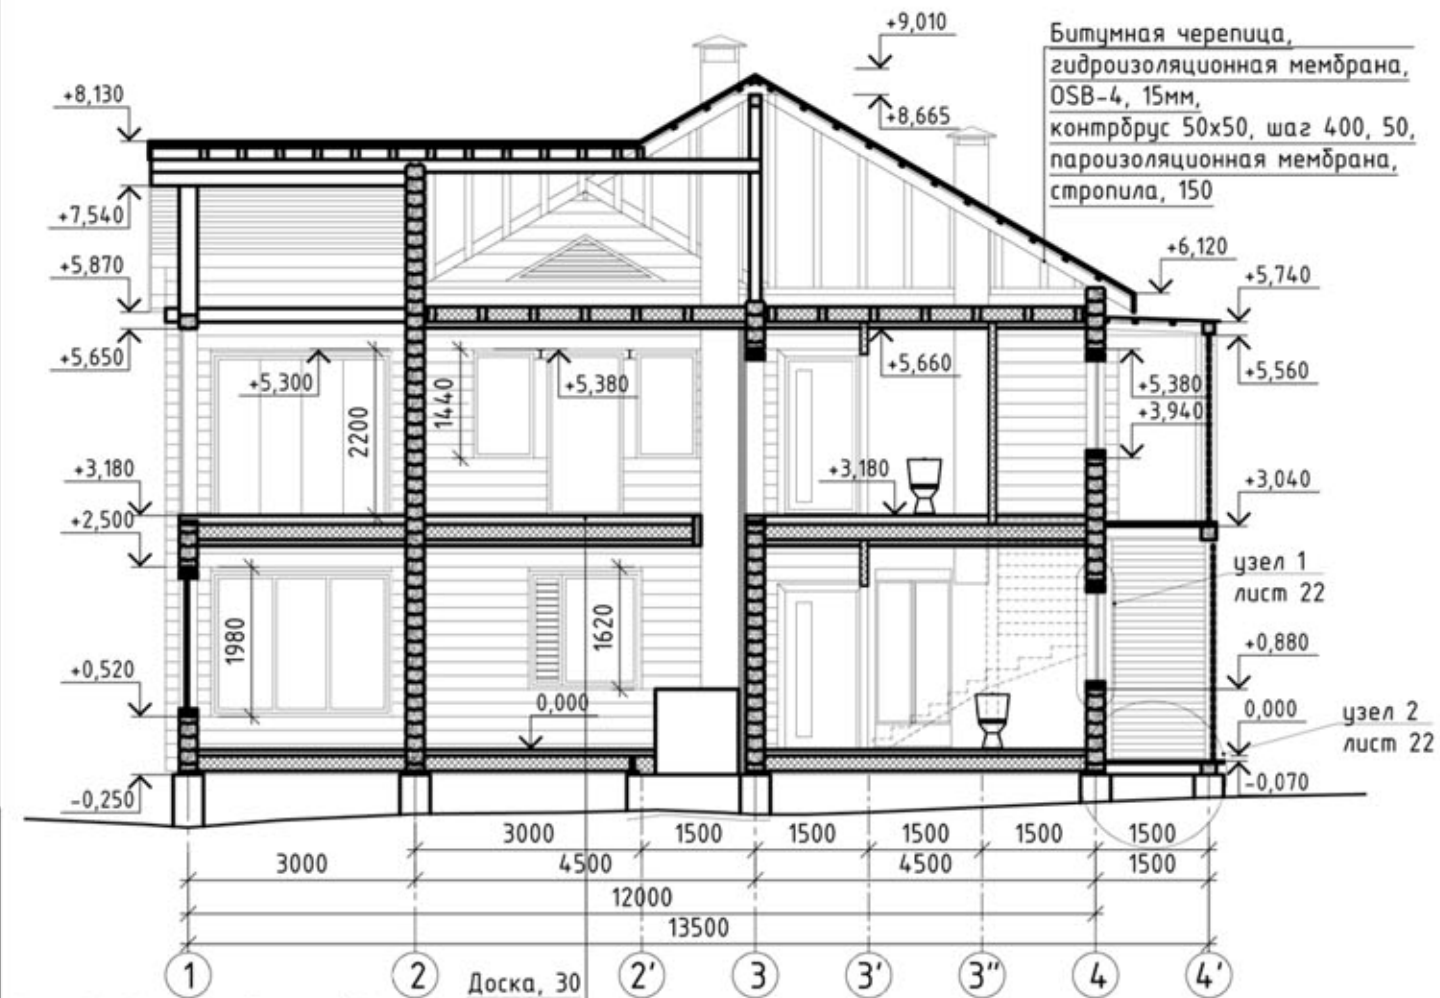 +9,010
Битумная черепица,
гидроизоляционная мембрана,
OSB-4, 15мм,
контрбрус 50х50, шаг 400, 50,
пароизоляционная мембрана,
стропила, 150
+8,130
+8,665
+7,540
+6,120
+5,870
+5,740
+5,650
+5,300
1440
+5,380
+5,660
+5,380
+5,560
+3,940
2200
+3,180
+3,180
+3,040
+2,500
узел 1
лист 22
1980
1620
+0,520
+0,880
0,000
0,000
узел 2
лист 22
-0,250
-0,070
3000 1500 1500 1500 1500 1500
3000 4500 4500 1500
12000
13500
1 2 2' 3 3' 3'' 4 4'
Доска, 30